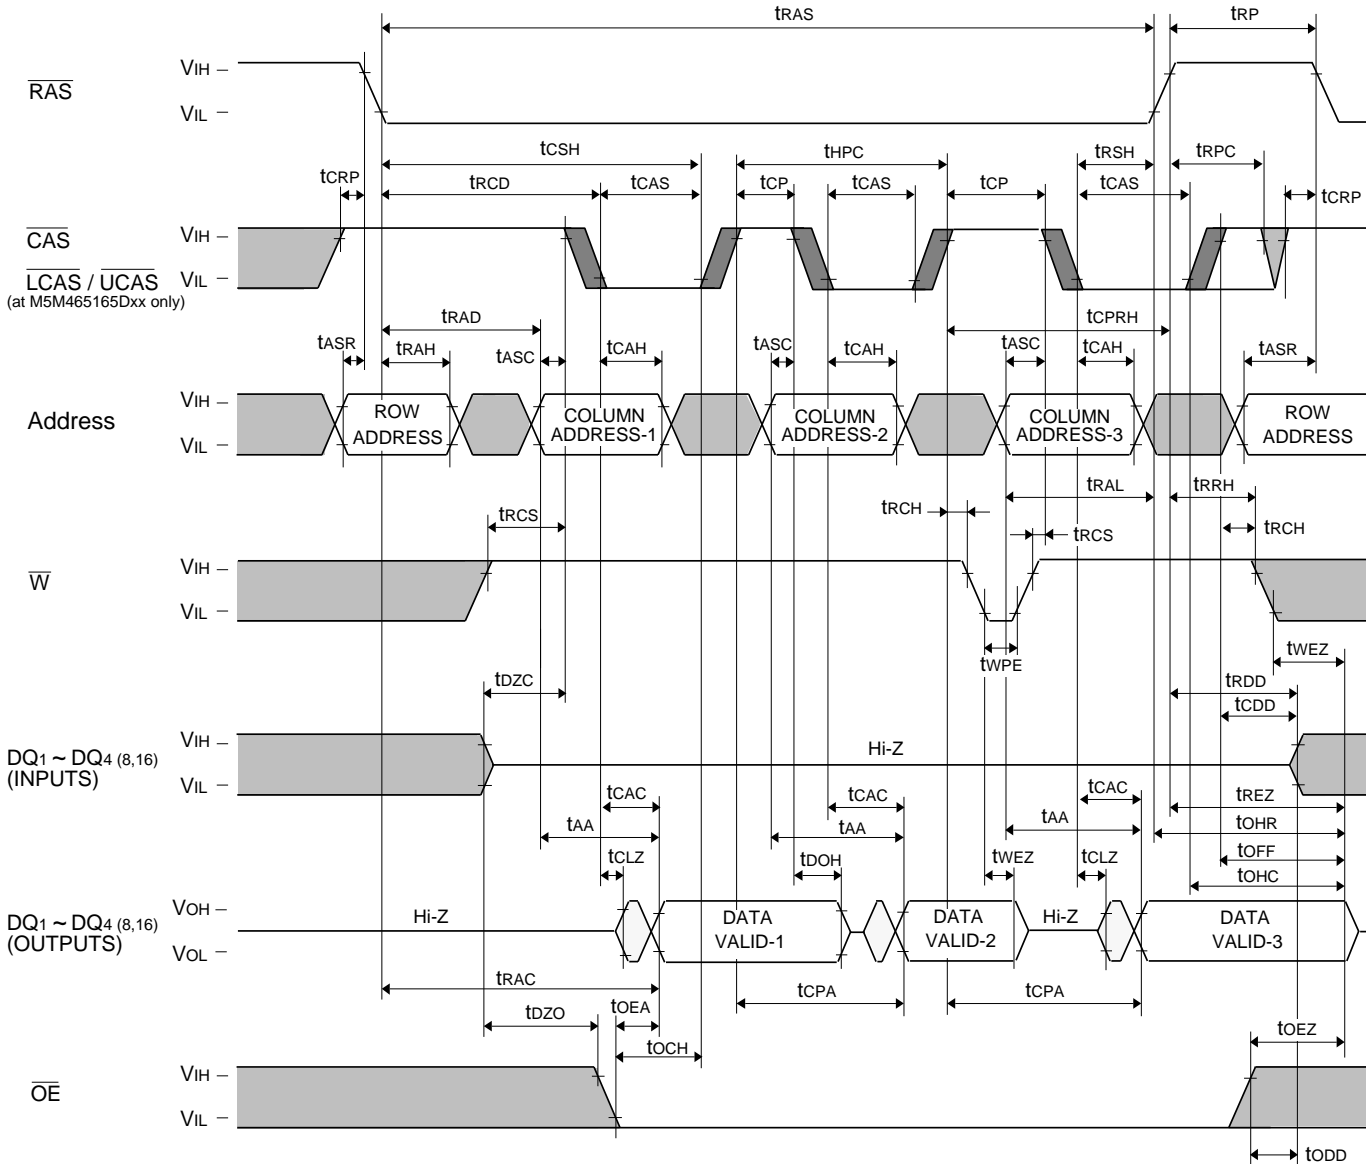 tRAS
tRP
RAS
VIH
VIL
tCSH
tHPC
tRSH
tRPC
tCRP
tRCD
tCAS
tCP
tCAS
tCP
tCAS
tCRP
CAS
VIH
LCAS / UCAS
VIL
(at M5M465165Dxx only)
tRAD
tCPRH
tASR
tRAH
tASC
tCAH
tASC
tCAH
tASC
tCAH
tASR
Address
VIH
VIL
ROW
ADDRESS
COLUMN
ADDRESS-1
COLUMN
ADDRESS-2
COLUMN
ADDRESS-3
ROW
ADDRESS
tRAL
tRRH
tRCS
tRCH
tRCS
tRCH
W
VIH
VIL
tWPE
tWEZ
tDZC
tRDD
tCDD
DQ1 ~ DQ4 (8,16)
(INPUTS)
VIH
VIL
Hi-Z
tCAC
tCAC
tCAC
tREZ
tAA
tAA
tAA
tOHR
tCLZ
tDOH
tWEZ
tCLZ
tOFF
tOHC
DQ1 ~ DQ4 (8,16)
(OUTPUTS)
VOH
VOL
Hi-Z
DATA
VALID-1
DATA
VALID-2
Hi-Z
DATA
VALID-3
tRAC
tCPA
tCPA
tDZO
tOEA
tOEZ
tOCH
OE
VIH
VIL
tODD